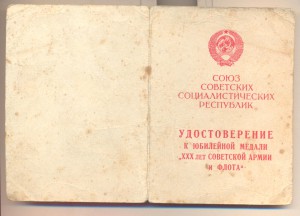 СОЮЗ
СОВЕТСКИХ
СОЦИАЛИСТИЧЕСКИХ
РЕСПУБЛИК
УДОСТОВЕРЕНИЕ
К ЮБИЛЕЙНОЙ МЕДАЛИ
„XXX лет СОВЕТСКОЙ АРМИИ
и ФЛОТА"